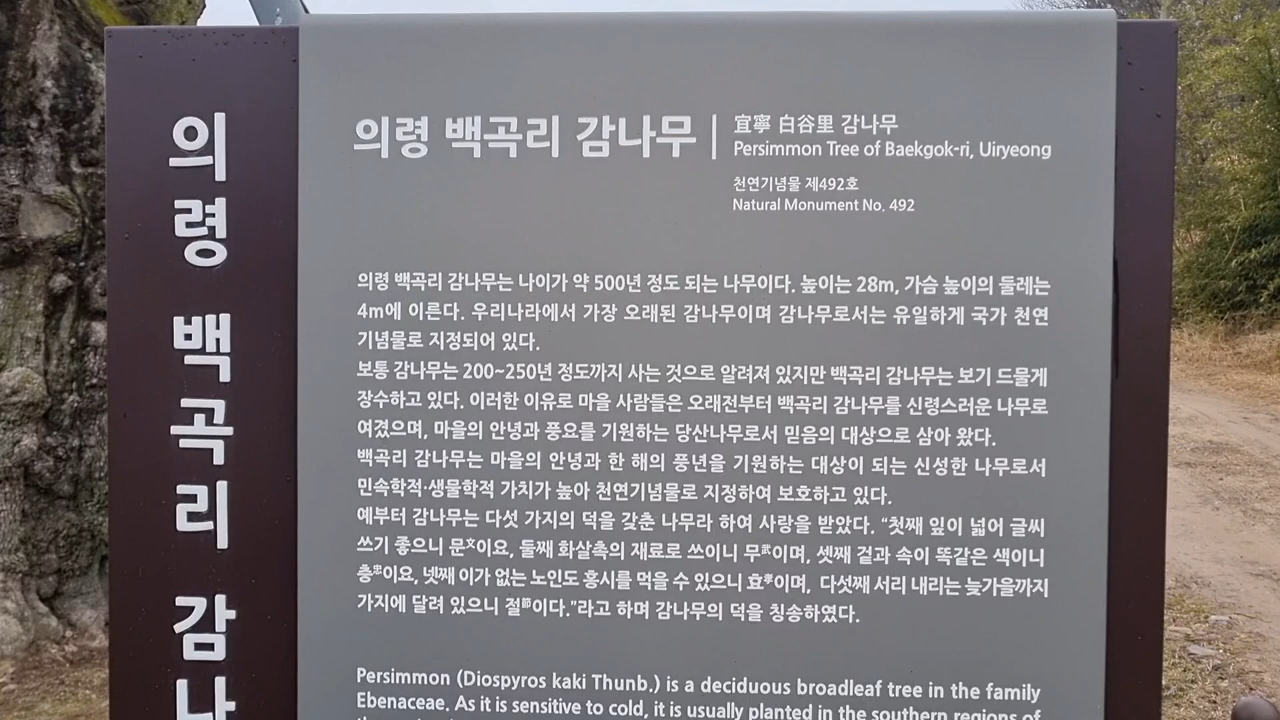 의령 백곡리 감나
의령 백곡리 감나무
宜寧 白谷里 감나무
Persimmon Tree of Baekgok-ri, Uiryeong
천연기념물 제492호
Natural Monument No. 492
의령 백곡리 감나무는 나이가 약 500년 정도 되는 나무이다. 높이는 28m, 가슴 높이의 둘레는
4m에 이른다. 우리나라에서 가장 오래된 감나무이며 감나무로서는 유일하게 국가 천연
기념물로 지정되어 있다.
보통 감나무는 200~250년 정도까지 사는 것으로 알려져 있지만 백곡리 감나무는 보기 드물게
장수하고 있다. 이러한 이유로 마을 사람들은 오래전부터 백곡리 감나무를 신령스러운 나무로
여겼으며, 마을의 안녕과 풍요를 기원하는 당산나무로서 믿음의 대상으로 삼아 왔다.
백곡리 감나무는 마을의 안녕과 한 해의 풍년을 기원하는 대상이 되는 신성한 나무로서
민속학적·생물학적 가치가 높아 천연기념물로 지정하여 보호하고 있다.
예부터 감나무는 다섯 가지의 덕을 갖춘 나무라 하여 사랑을 받았다. “첫째 잎이 넓어 글씨
쓰기 좋으니 문文이요, 둘째 화살촉의 재료로 쓰이니 무武이며, 셋째 겉과 속이 똑같은 색이니
충忠이요, 넷째 이가 없는 노인도 홍시를 먹을 수 있으니 효孝이며, 다섯째 서리 내리는 늦가을까지
가지에 달려 있으니 절節이다.”라고 하며 감나무의 덕을 칭송하였다.
Persimmon (Diospyros kaki Thunb.) is a deciduous broadleaf tree in the family
Ebenaceae. As it is sensitive to cold, it is usually planted in the southern regions of